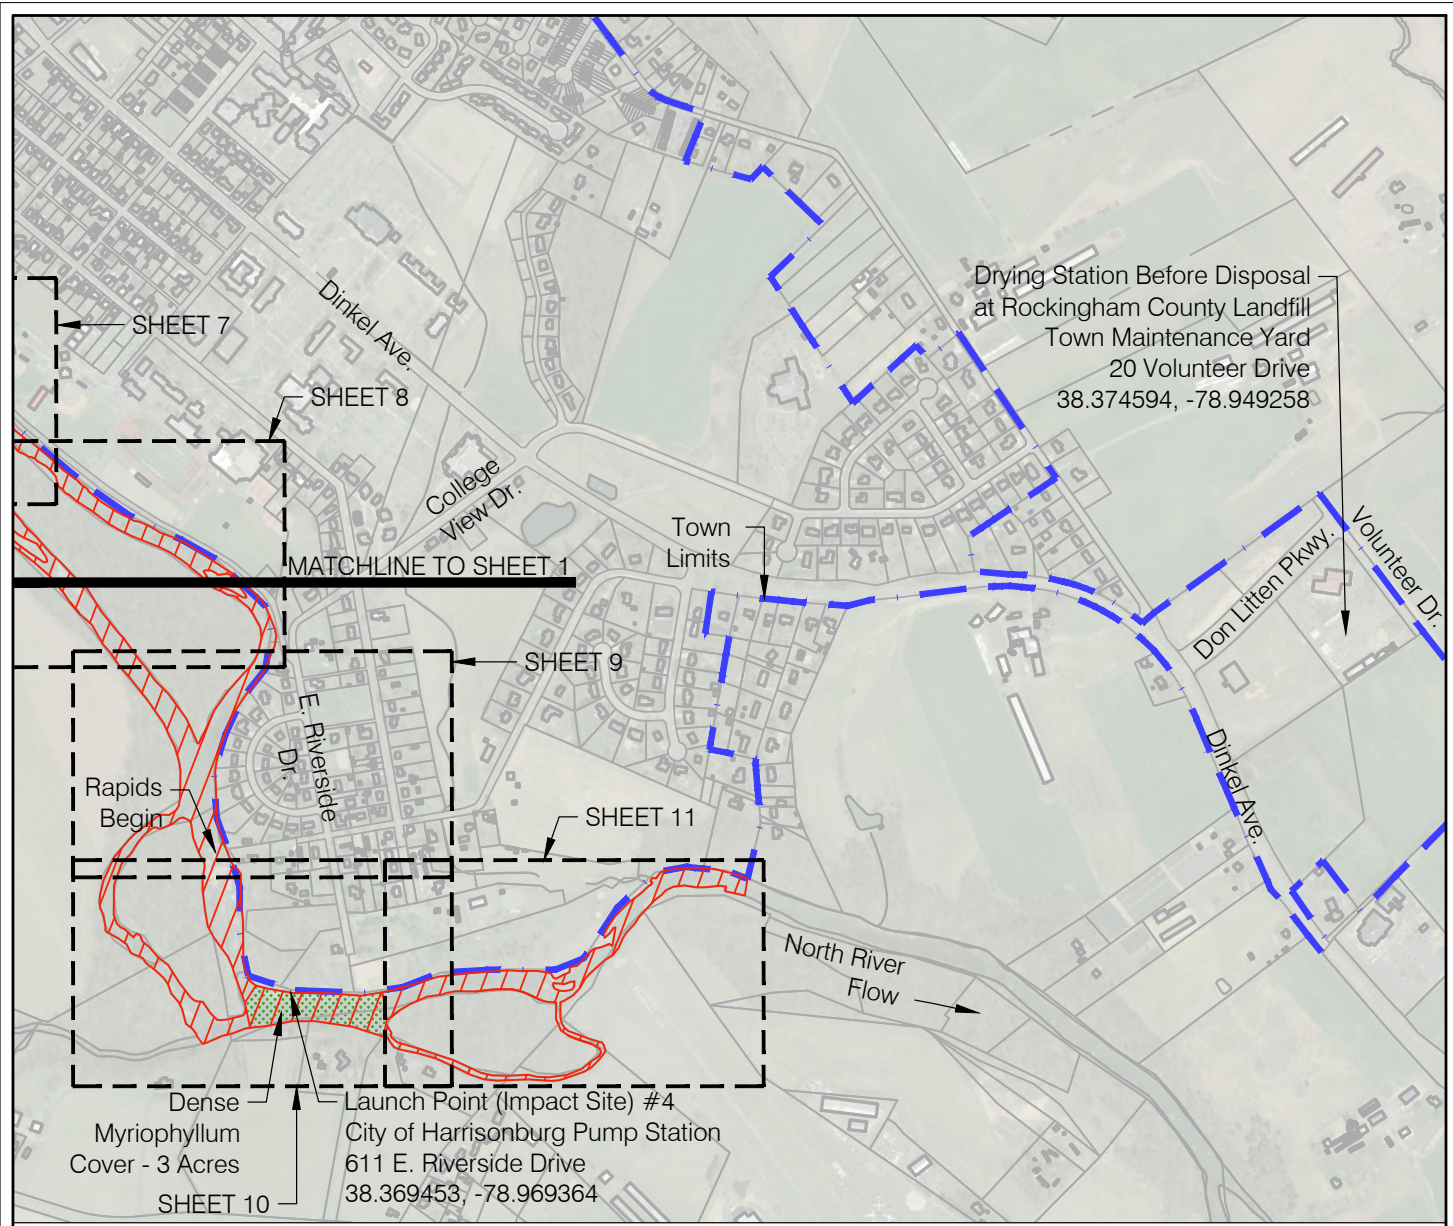 Dinkel Ave.
Drying Station Before Disposal
at Rockingham County Landfill
Town Maintenance Yard
20 Volunteer Drive
38.374594, -78.949258
SHEET 7
SHEET 8
College
View Dr.
Town
Limits
Volunteer Dr.
Don Litten Pkwy.
MATCHLINE TO SHEET 1
SHEET 9
E. Riverside
Dr.
Dinkel Ave.
Rapids
Begin
SHEET 11
North River
Flow
Dense
Myriophyllum
Cover - 3 Acres
SHEET 10
Launch Point (Impact Site) #4
City of Harrisonburg Pump Station
611 E. Riverside Drive
38.369453, -78.969364